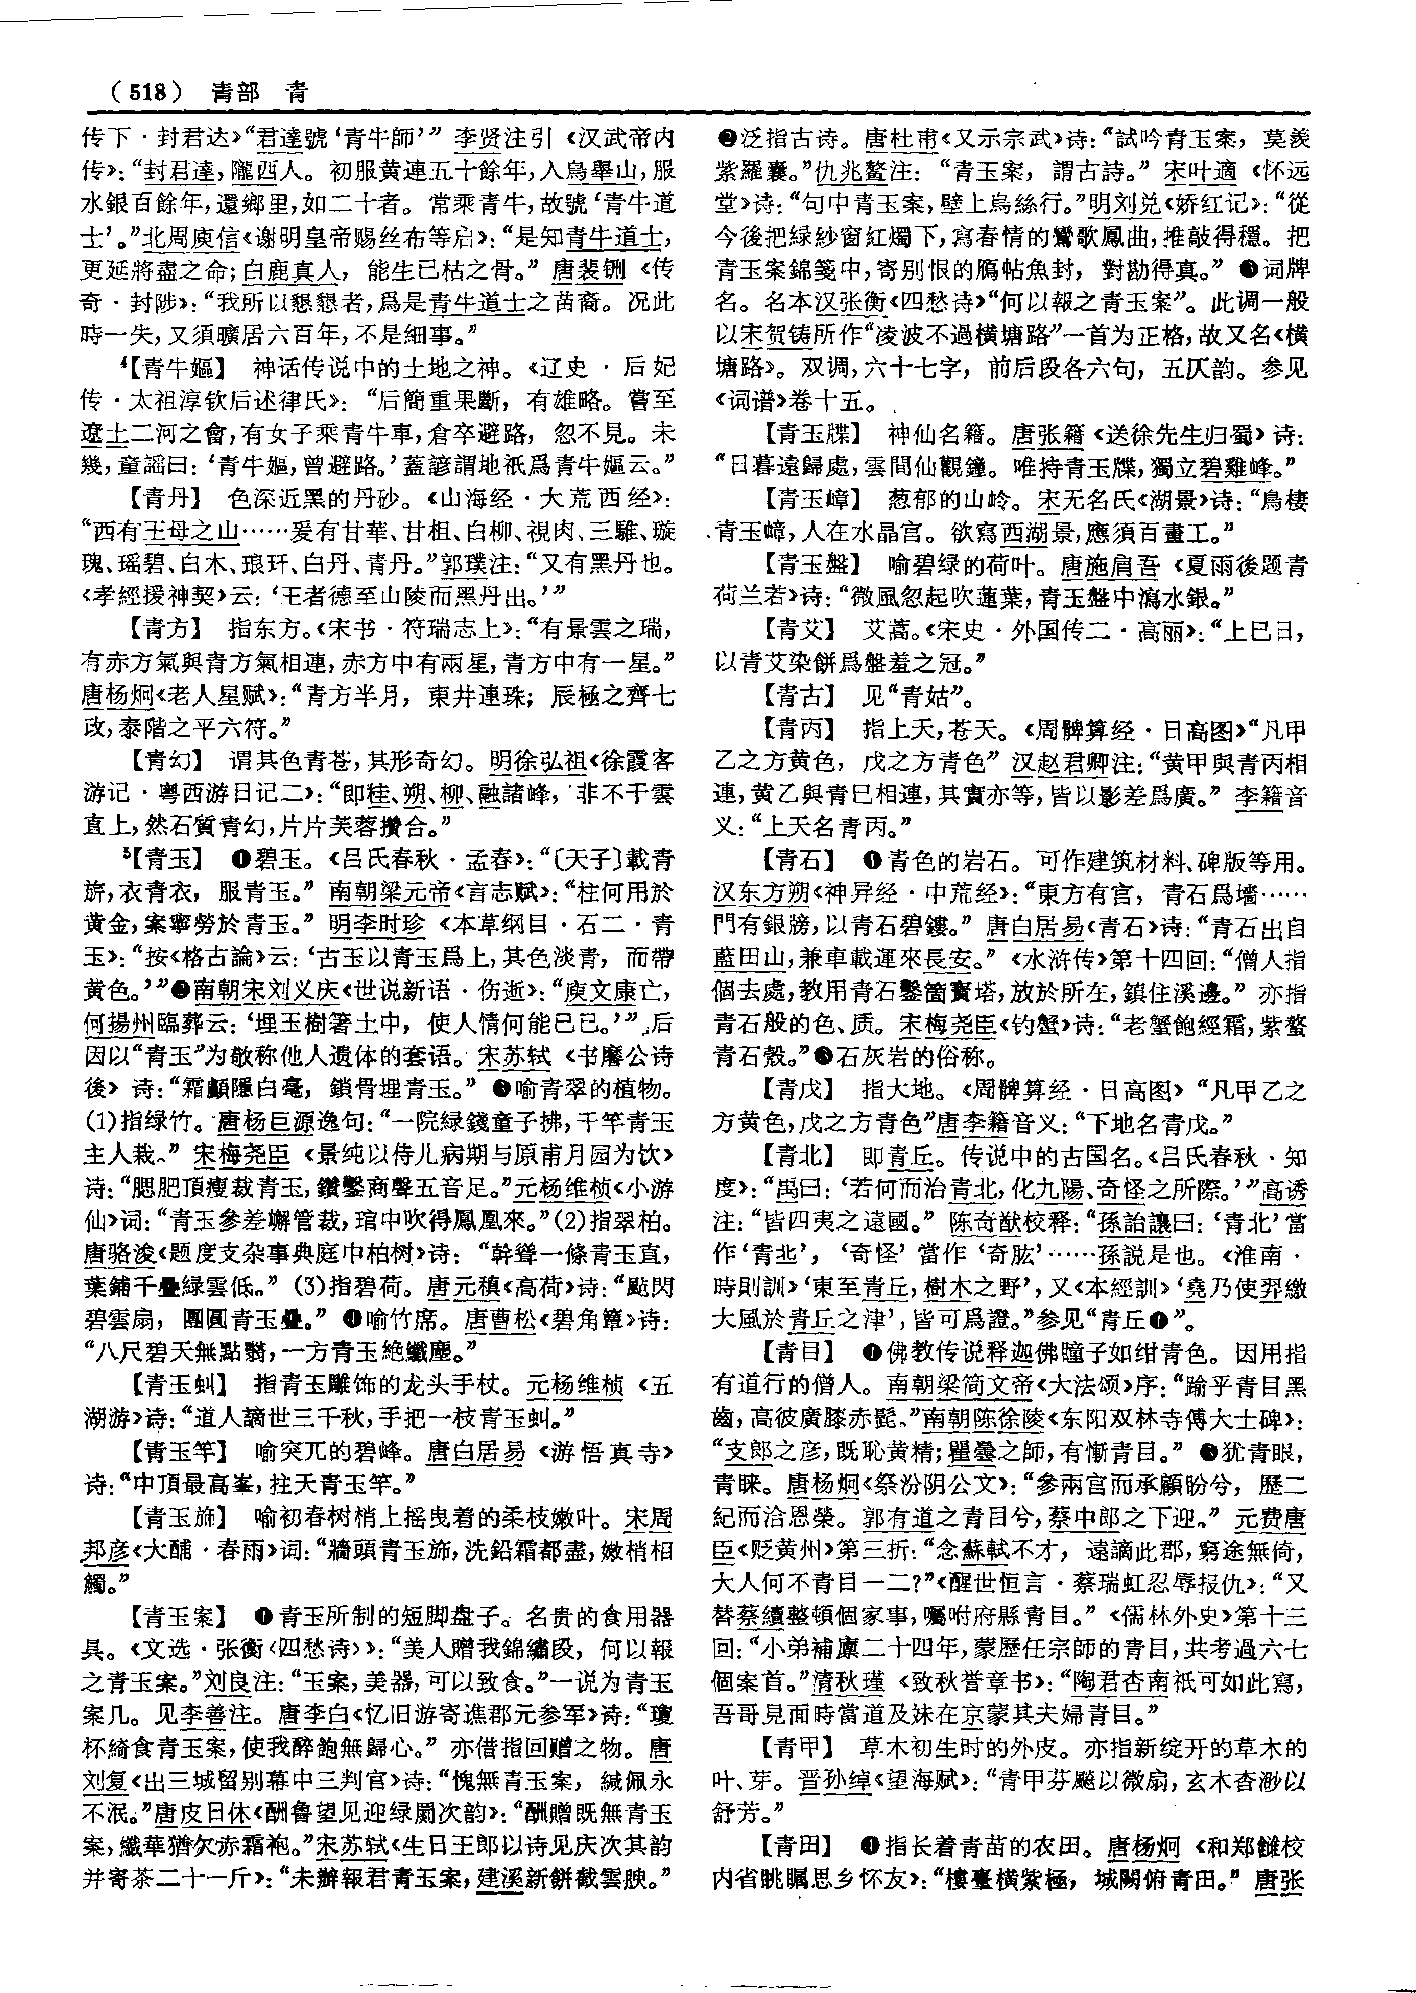 （518） 青部 青
传下·封君达》“君達號‘青牛師’” 李贤注引《汉武帝内
传》：“封君達，隴西人。初服黄連五十餘年，入鳥舉山，服
水銀百餘年，還鄉里，如二十者。常乘青牛，故號‘青牛道
士’。”北周庾信《谢明皇帝赐丝布等启》：“是知青牛道士，
更延將盡之命；白鹿真人，能生已枯之骨。” 唐裴铏《传
奇·封陟》：“我所以懇懇者，爲是青牛道士之苗裔。况此
時一失，又須曠居六百年，不是細事。”
⁴【青牛嫗】 神话传说中的土地之神。《辽史·后妃
传·太祖淳钦后述律氏》：“后簡重果斷，有雄略。嘗至
遼土二河之會，有女子乘青牛車，倉卒避路，忽不見。未
幾，童謡曰：‘青牛嫗，曾避路。’蓋諺謂地祇爲青牛嫗云。”
【青丹】 色深近黑的丹砂。《山海经·大荒西经》：
“西有王母之山……爰有甘華、甘柤、白柳、視肉、三騅、璇
瑰、瑶碧、白木、琅玕、白丹、青丹。”郭璞注：“又有黑丹也。
《孝經援神契》云：‘王者德至山陵而黑丹出。’”
【青方】 指东方。《宋书·符瑞志上》：“有景雲之瑞，
有赤方氣與青方氣相連，赤方中有兩星，青方中有一星。”
唐杨炯《老人星赋》：“青方半月，東井連珠；辰極之齊七
政，泰階之平六符。”
【青幻】 谓其色青苍，其形奇幻。明徐弘祖《徐霞客
游记·粤西游日记二》：“即桂、朔、柳、融諸峰，非不千雲
直上，然石質青幻，片片芙蓉攢合。”
⁵【青玉】 ❶碧玉。《吕氏春秋·孟春》：“〔天子〕載青
旂，衣青衣，服青玉。” 南朝梁元帝《言志赋》：“柱何用於
黄金，案寧勞於青玉。” 明李时珍《本草纲目·石二·青
玉》：“按《格古論》云：‘古玉以青玉爲上，其色淡青，而帶
黄色。’”❷南朝宋刘义庆《世说新语·伤逝》：“庾文康亡，
何揚州臨葬云：‘埋玉樹箸土中，使人情何能已已。’”后
因以“青玉”为敬称他人遗体的套语。宋苏轼《书黁公诗
後》诗：“霜顱隱白毫，鎖骨埋青玉。” ❸喻青翠的植物。
(1)指绿竹。唐杨巨源逸句：“一院緑錢童子拂，千竿青玉
主人栽。” 宋梅尧臣《景纯以侍儿病期与原甫月园为饮》
诗：“腮肥頂瘦裁青玉，鑽鑿商聲五音足。”元杨维桢《小游
仙》词：“青玉參差嶰管裁，琯中吹得鳳凰來。”(2)指翠柏。
唐骆浚《题度支杂事典庭中柏树》诗：“幹聳一條青玉直，
葉鋪千疊緑雲低。” (3)指碧荷。唐元稹《高荷》诗：“颭閃
碧雲扇，團圓青玉疊。” ❹喻竹席。唐曹松《碧角簟》诗：
“八尺碧天無點翳，一方青玉絶纖塵。”
【青玉虯】 指青玉雕饰的龙头手杖。元杨维桢《五
湖游》诗：“道人謫世三千秋，手把一枝青玉虯。”
【青玉竿】 喻突兀的碧峰。唐白居易《游悟真寺》
诗：“中頂最高峯，拄天青玉竿。”
【青玉旆】 喻初春树梢上摇曳着的柔枝嫩叶。宋周
邦彦《大酺·春雨》词：“牆頭青玉旆，洗鉛霜都盡，嫩梢相
觸。”
【青玉案】 ❶青玉所制的短脚盘子。名贵的食用器
具。《文选·张衡〈四愁诗〉》：“美人贈我錦繡段，何以報
之青玉案。”刘良注：“玉案，美器，可以致食。”一说为青玉
案几。见李善注。唐李白《忆旧游寄谯郡元参军》诗：“瓊
杯綺食青玉案，使我醉飽無歸心。” 亦借指回赠之物。唐
刘复《出三城留别幕中三判官》诗：“愧無青玉案，緘佩永
不泯。”唐皮日休《酬鲁望见迎绿罽次韵》：“酬贈既無青玉
案，纖華猶欠赤霜袍。”宋苏轼《生日王郎以诗见庆次其韵
并寄茶二十一斤》：“未辦報君青玉案，建溪新餅截雲腴。”
❷泛指古诗。唐杜甫《又示宗武》诗：“試吟青玉案，莫羨
紫羅囊。”仇兆鳌注：“青玉案，謂古詩。” 宋叶適《怀远
堂》诗：“句中青玉案，壁上烏絲行。”明刘兑《娇红记》：“從
今後把緑紗窗紅燭下，寫春情的鸞歌鳳曲，推敲得穩。把
青玉案錦箋中，寄别恨的鴈帖魚封，對勘得真。” ❸词牌
名。名本汉张衡《四愁诗》“何以報之青玉案”。此调一般
以宋贺铸所作“凌波不過横塘路”一首为正格，故又名《横
塘路》。双调，六十七字，前后段各六句，五仄韵。参见
《词谱》卷十五。
【青玉牒】 神仙名籍。唐张籍《送徐先生归蜀》诗：
“日暮遠歸處，雲間仙觀鐘。唯持青玉牒，獨立碧雞峰。”
【青玉嶂】 葱郁的山岭。宋无名氏《湖景》诗：“鳥棲
青玉嶂，人在水晶宫。欲寫西湖景，應須百畫工。”
【青玉盤】 喻碧绿的荷叶。唐施肩吾《夏雨後题青
荷兰若》诗：“微風忽起吹蓮葉，青玉盤中瀉水銀。”
【青艾】 艾蒿。《宋史·外国传二·高丽》：“上巳日，
以青艾染餅爲盤羞之冠。”
【青古】 见“青姑”。
【青丙】 指上天，苍天。《周髀算经·日高图》“凡甲
乙之方黄色，戊之方青色” 汉赵君卿注：“黄甲與青丙相
連，黄乙與青巳相連，其實亦等，皆以影差爲廣。” 李籍音
义：“上天名青丙。”
【青石】 ❶青色的岩石。可作建筑材料、碑版等用。
汉东方朔《神异经·中荒经》：“東方有宫，青石爲墻……
門有銀牓，以青石碧鏤。” 唐白居易《青石》诗：“青石出自
藍田山，兼車載運來長安。” 《水浒传》第十四回：“僧人指
個去處，教用青石鑿箇寶塔，放於所在，鎮住溪邊。” 亦指
青石般的色、质。宋梅尧臣《钓蟹》诗：“老蟹飽經霜，紫螯
青石殼。”❷石灰岩的俗称。
【青戊】 指大地。《周髀算经·日高图》“凡甲乙之
方黄色，戊之方青色”唐李籍音义：“下地名青戊。”
【青北】 即青丘。传说中的古国名。《吕氏春秋·知
度》：“禹曰：‘若何而治青北，化九陽、奇怪之所際。’”高诱
注：“皆四夷之遠國。” 陈奇猷校释：“孫詒讓曰：‘青北’當
作‘青丠’，‘奇怪’當作‘奇肱’……孫説是也。《淮南·
時則訓》‘東至青丘，樹木之野’，又《本經訓》‘堯乃使羿繳
大風於青丘之津’，皆可爲證。”参见“青丘❶”。
【青目】 ❶佛教传说释迦佛瞳子如绀青色。因用指
有道行的僧人。南朝梁简文帝《大法颂》序：“踰乎青目黑
齒，高彼廣膝赤髭。”南朝陈徐陵《东阳双林寺傅大士碑》：
“支郎之彦，既恥黄精；瞿曇之師，有慚青目。” ❷犹青眼，
青睐。唐杨炯《祭汾阴公文》：“參兩宫而承顧盼兮，歷二
紀而洽恩榮。郭有道之青目兮，蔡中郎之下迎。” 元费唐
臣《贬黄州》第三折：“念蘇軾不才，遠謫此郡，窮途無倚，
大人何不青目一二？”《醒世恒言·蔡瑞虹忍辱报仇》：“又
替蔡續整頓個家事，囑咐府縣青目。” 《儒林外史》第十三
回：“小弟補廪二十四年，蒙歷任宗師的青目，共考過六七
個案首。”清秋瑾《致秋誉章书》：“陶君杏南祇可如此寫，
吾哥見面時當道及妹在京蒙其夫婦青目。”
【青甲】 草木初生时的外皮。亦指新绽开的草木的
叶、芽。晋孙绰《望海赋》：“青甲芬飈以微扇，玄木杳渺以
舒芳。”
【青田】 ❶指长着青苗的农田。唐杨炯《和郑雠校
内省眺瞩思乡怀友》：“樓臺横紫極，城闕俯青田。” 唐张